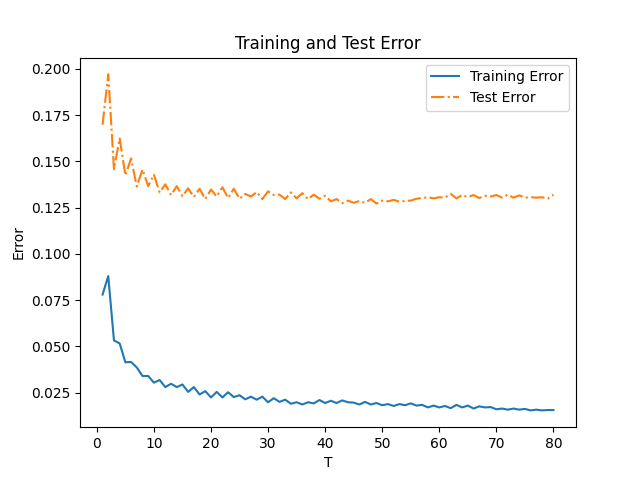 Training and Test Error
Training Error
Test Error
0.200
0.175
0.150
0.125
0.100
0.075
0.050
0.025
Error
0 10 20 30 40 50 60 70 80
T